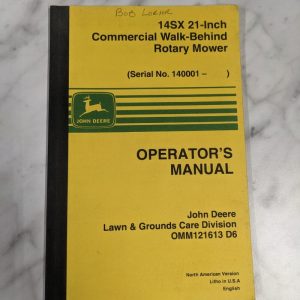 BOB
14SX 21-Inch
Commercial Walk-Behind
Rotary Mower
(Serial No. 140001 –       )
JOHN DEERE
OPERATOR'S
MANUAL
John Deere
Lawn & Grounds Care Division
OMM121613 D6
North American Version
Litho in U.S.A
English